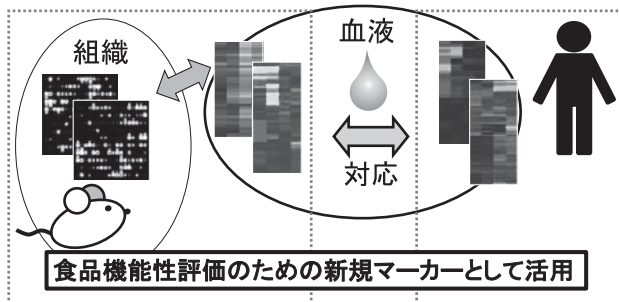 組織
血液
対応
食品機能性評価のための新規マーカーとして活用